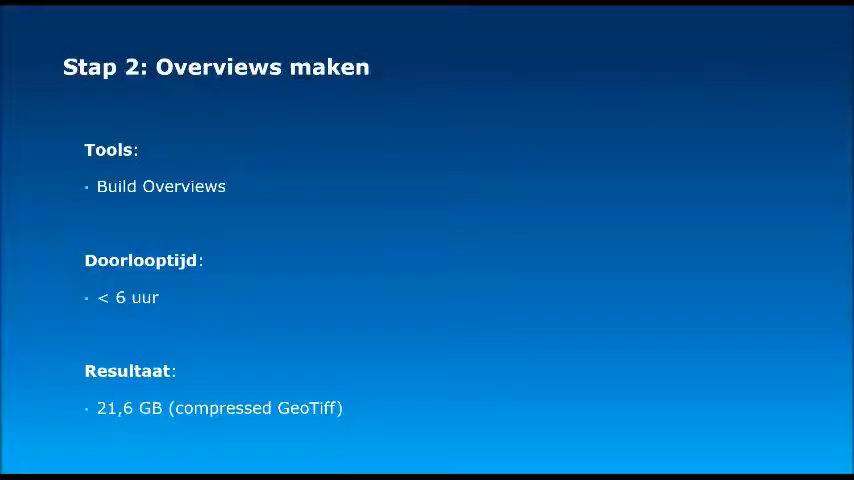 Stap 2: Overviews maken
Tools:
· Build Overviews
Doorlooptijd:
· < 6 uur
Resultaat:
· 21,6 GB (compressed GeoTiff)